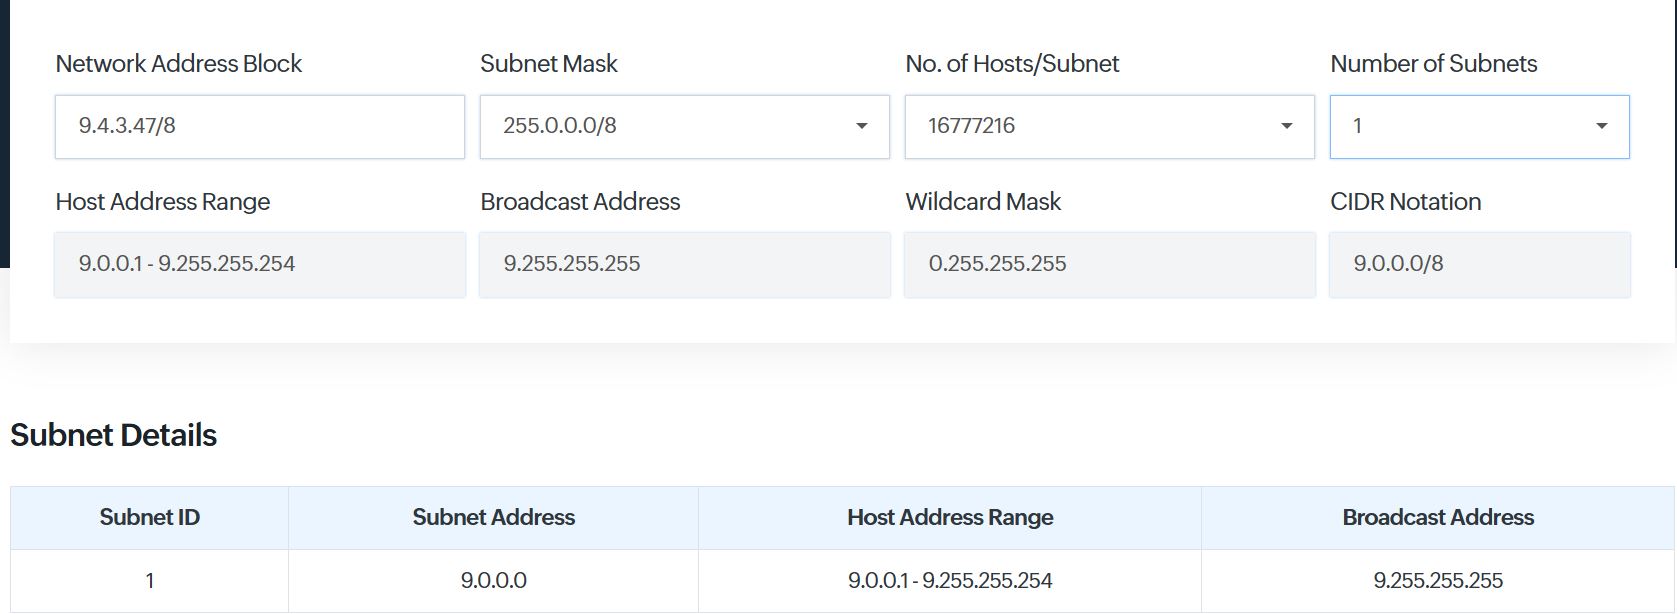 Network Address Block Subnet Mask No. of Hosts/Subnet Number of Subnets
9.4.3.47/8 255.0.0.0/8 16777216 1
Host Address Range Broadcast Address Wildcard Mask CIDR Notation
9.0.0.1 - 9.255.255.254 9.255.255.255 0.255.255.255 9.0.0.0/8
Subnet Details
Subnet ID Subnet Address Host Address Range Broadcast Address
1 9.0.0.0 9.0.0.1 - 9.255.255.254 9.255.255.255